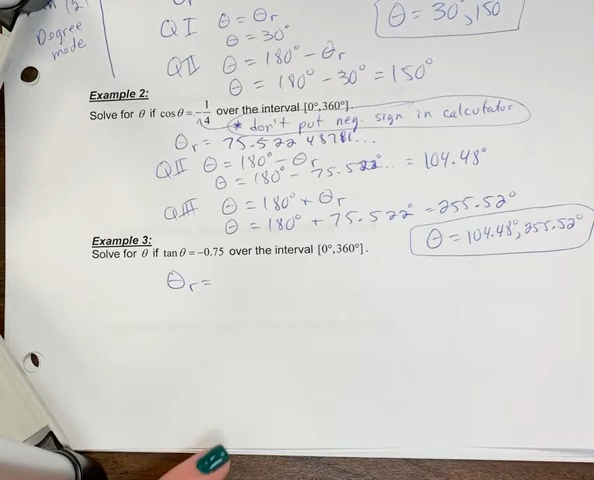 Degree mode
QI θ = θr
θ = 30°
θ = 30°, 150
QII θ = 180° - θr
θ = 180° - 30° = 150°
Example 2:
Solve for θ if cos θ = -1/4 over the interval [0°,360°].
* don't put neg. sign in calculator
θr = 75.522 48781...
QII θ = 180° - θr
θ = 180° - 75.522°... = 104.48°
QIII θ = 180° + θr
θ = 180° + 75.522° = 255.52°
θ = 104.48°, 255.52°
Example 3:
Solve for θ if tan θ = -0.75 over the interval [0°,360°].
θr =